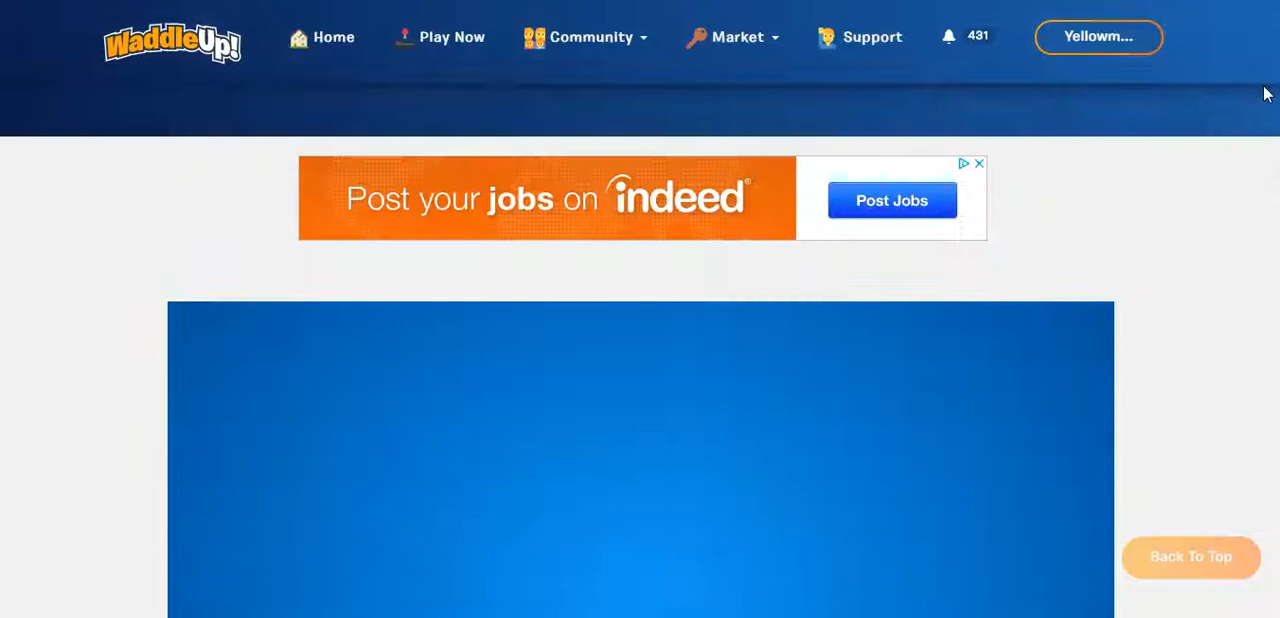 WaddleUp!
Home
Play Now
Community
Market
Support
431
Yellowm...
Post your jobs on indeed®
Post Jobs
Back To Top